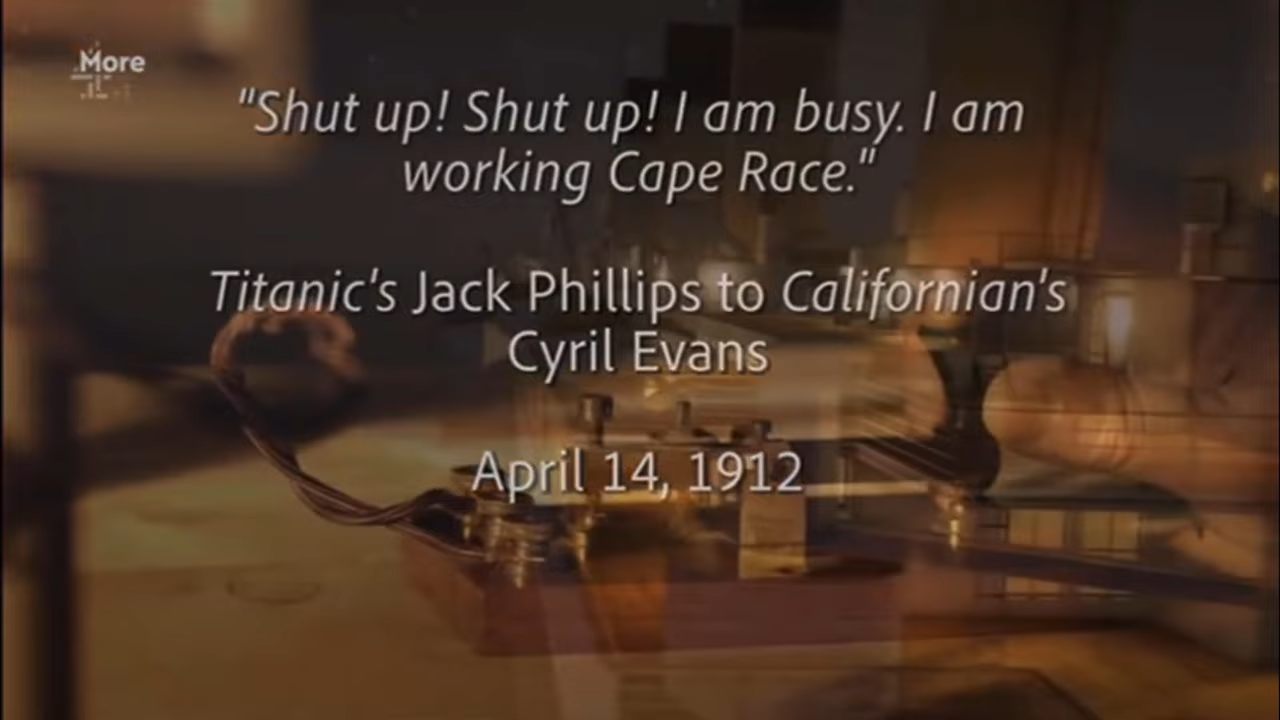 More
"Shut up! Shut up! I am busy. I am
working Cape Race."
Titanic's Jack Phillips to Californian's
Cyril Evans
April 14, 1912